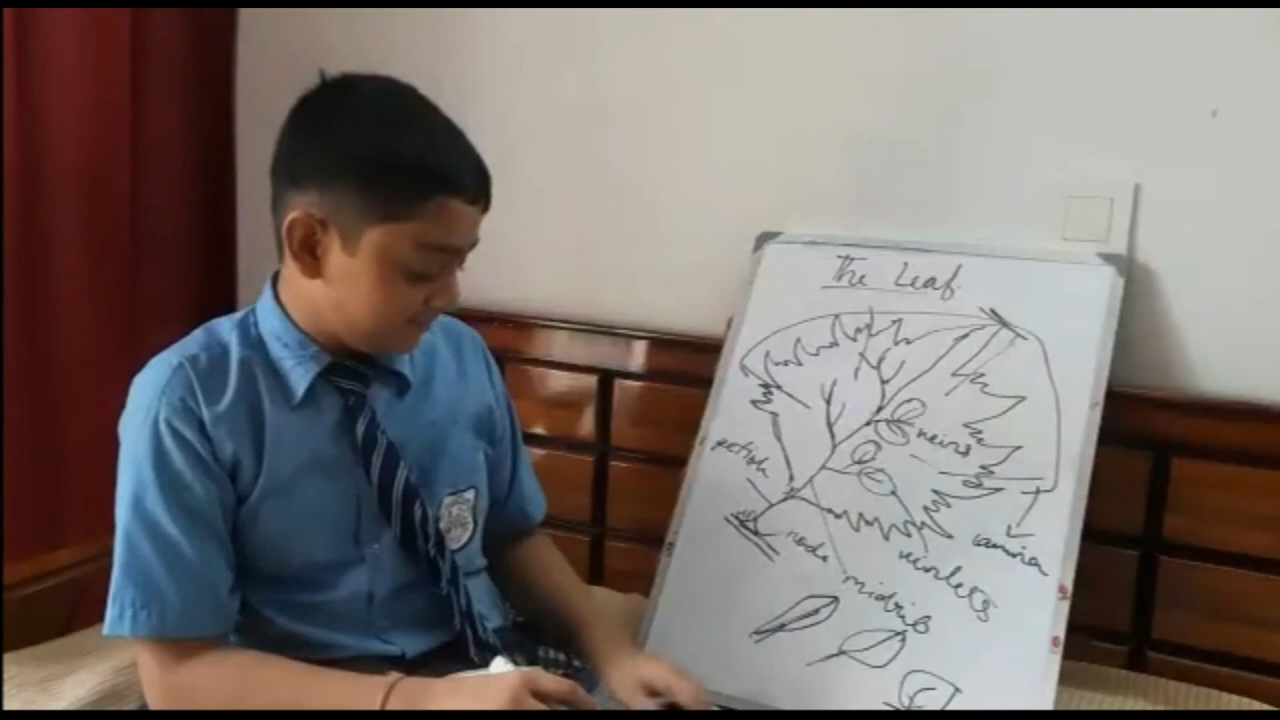 The Leaf
veins
petiole
lamina
node
veinlets
midrib